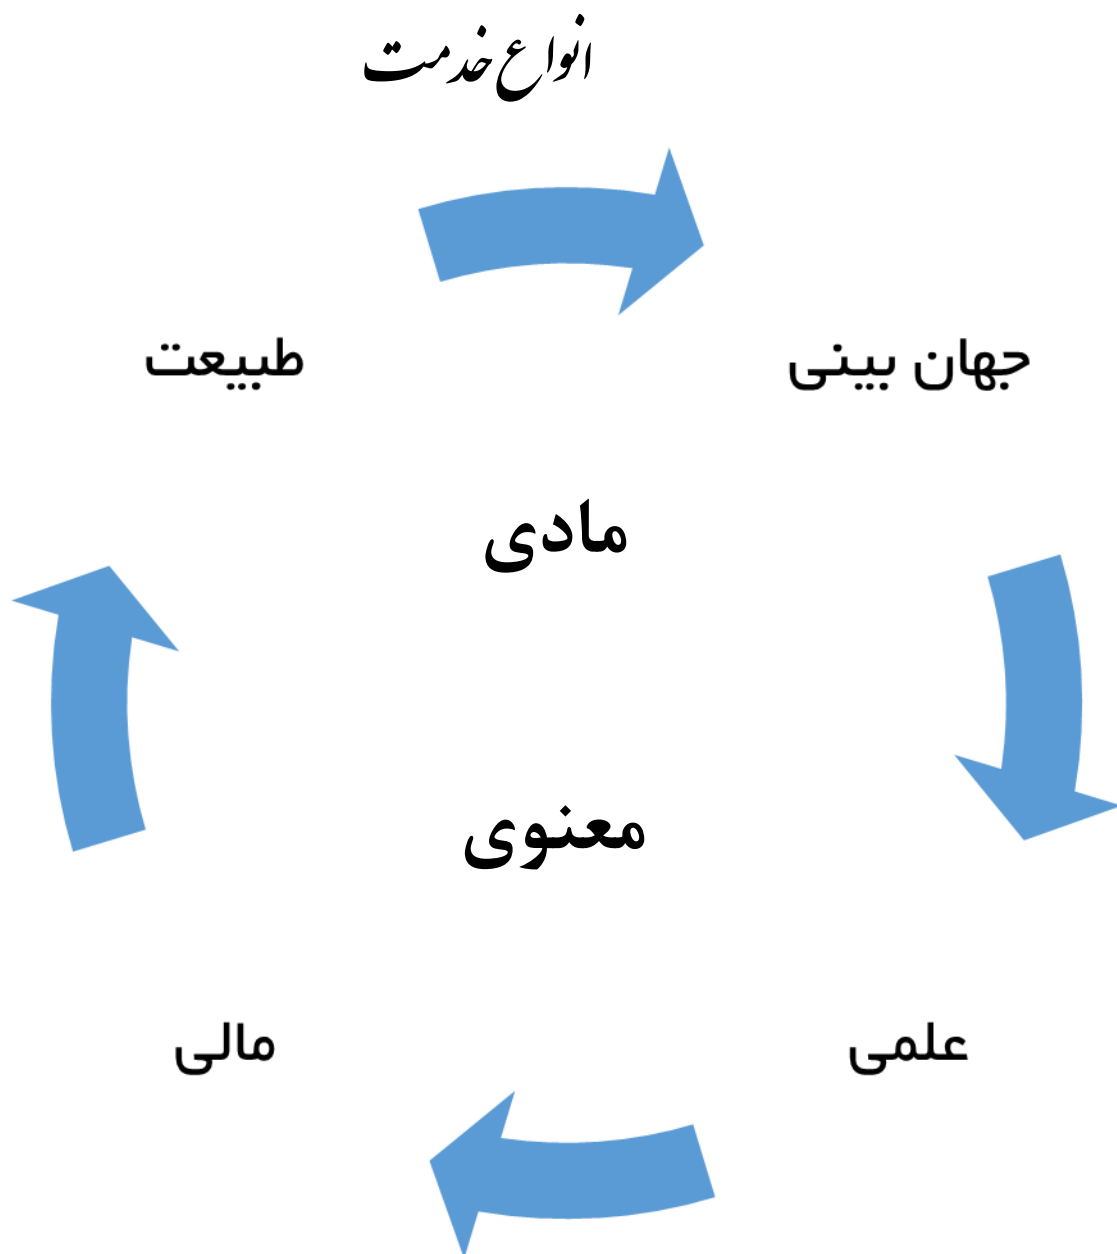 انواع خدمت
جهان بینی
طبیعت
مادی
معنوی
علمی
مالی